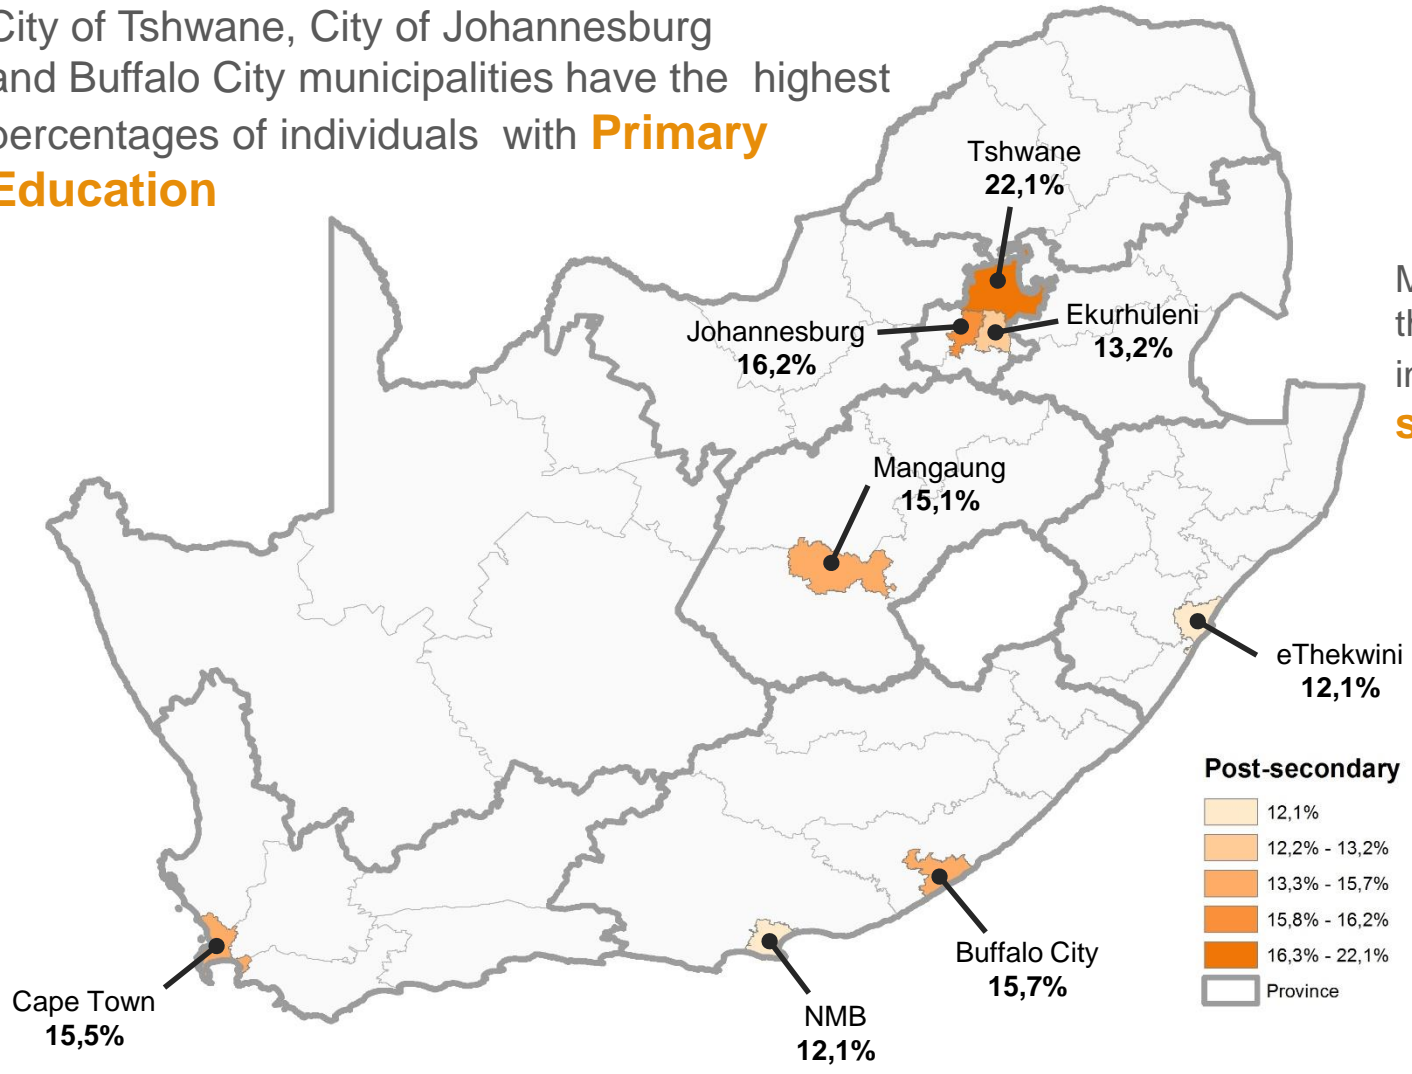 City of Tshwane, City of Johannesburg
and Buffalo City municipalities have the highest
percentages of individuals with Primary
Education
Tshwane
22,1%
Johannesburg
16,2%
Ekurhuleni
13,2%
Mangaung
15,1%
eThekwini
12,1%
Post-secondary
12,1%
12,2% - 13,2%
13,3% - 15,7%
15,8% - 16,2%
16,3% - 22,1%
Province
Buffalo City
15,7%
NMB
12,1%
Cape Town
15,5%